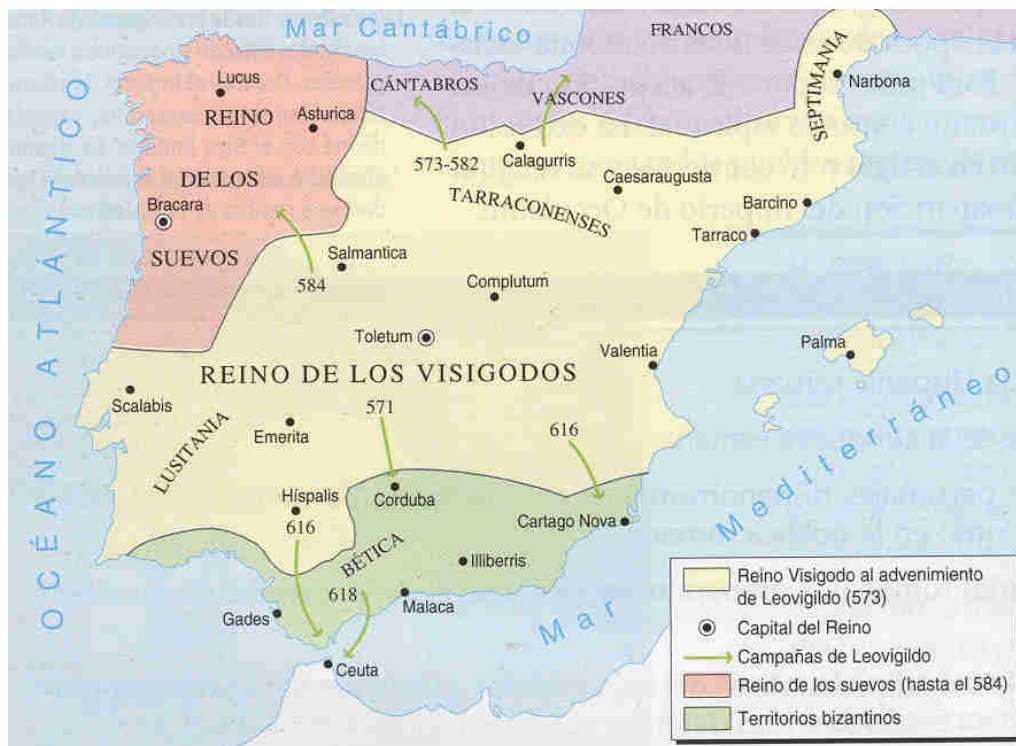 Mar Cantábrico
FRANCOS
CÁNTABROS
VASCONES
SEPTIMANIA
Narbona
Lucus
REINO
Asturica
573-582
Calagurris
Caesaraugusta
TARRACONENSES
DE LOS
Bracara
Barcino
Tarraco
SUEVOS
Salmantica
584
Complutum
Toletum
Valentia
Palma
OCÉANO ATLÁNTICO
REINO DE LOS VISIGODOS
Scalabis
LUSITANIA
Emerita
571
616
Mar Mediterráneo
Híspalis
Corduba
616
Cartago Nova
BÉTICA
Illiberris
618
Malaca
Gades
Ceuta
Reino Visigodo al advenimiento
de Leovigildo (573)
Capital del Reino
Campañas de Leovigildo
Reino de los suevos (hasta el 584)
Territorios bizantinos